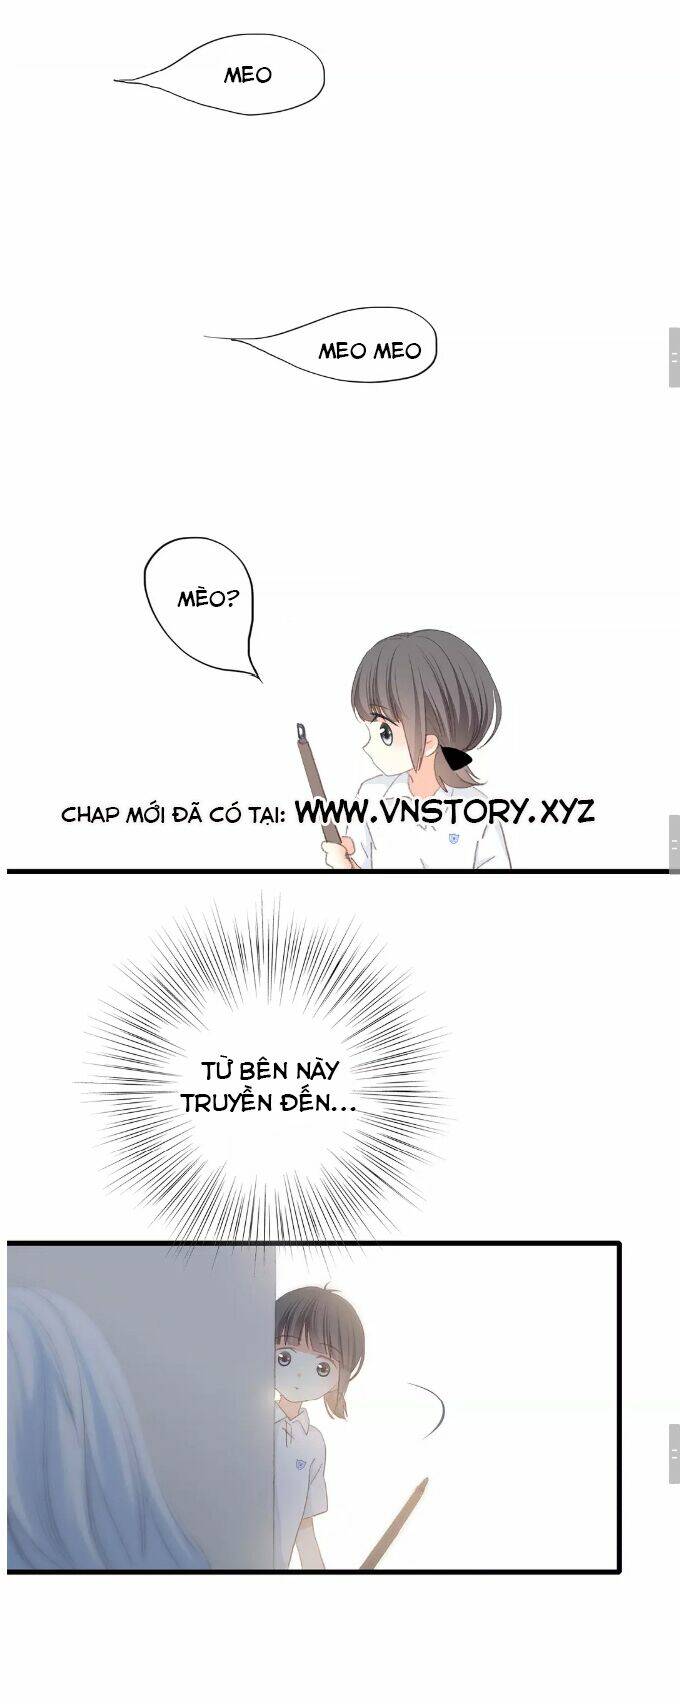 MEO
MEO MEO
MÈO?
CHAP MỚI ĐÃ CÓ TẠI: WWW.VNSTORY.XYZ
TỪ BÊN NÀY
TRUYỀN ĐẾN...